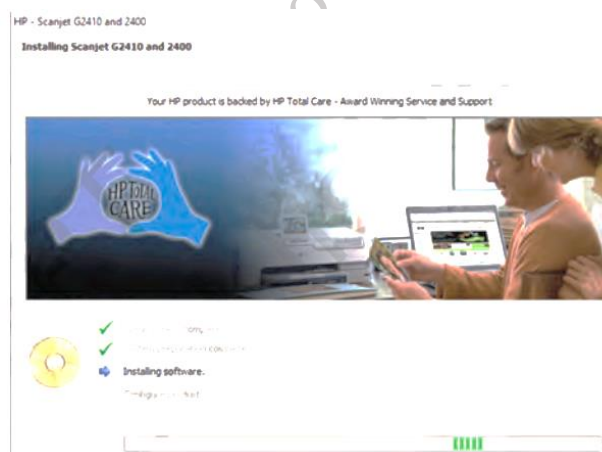 HP - Scanjet G2410 and 2400
Installing Scanjet G2410 and 2400
Your HP product is backed by HP Total Care - Award Winning Service and Support
HP TOTAL
CARE
Installing software.